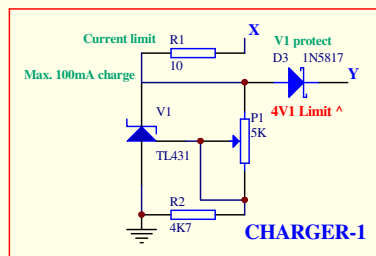 X
Current limit
R1
V1 protect
10
D3
1N5817
Max. 100mA charge
Y
4V1 Limit ^
V1
P1
5K
TL431
R2
4K7
CHARGER-1